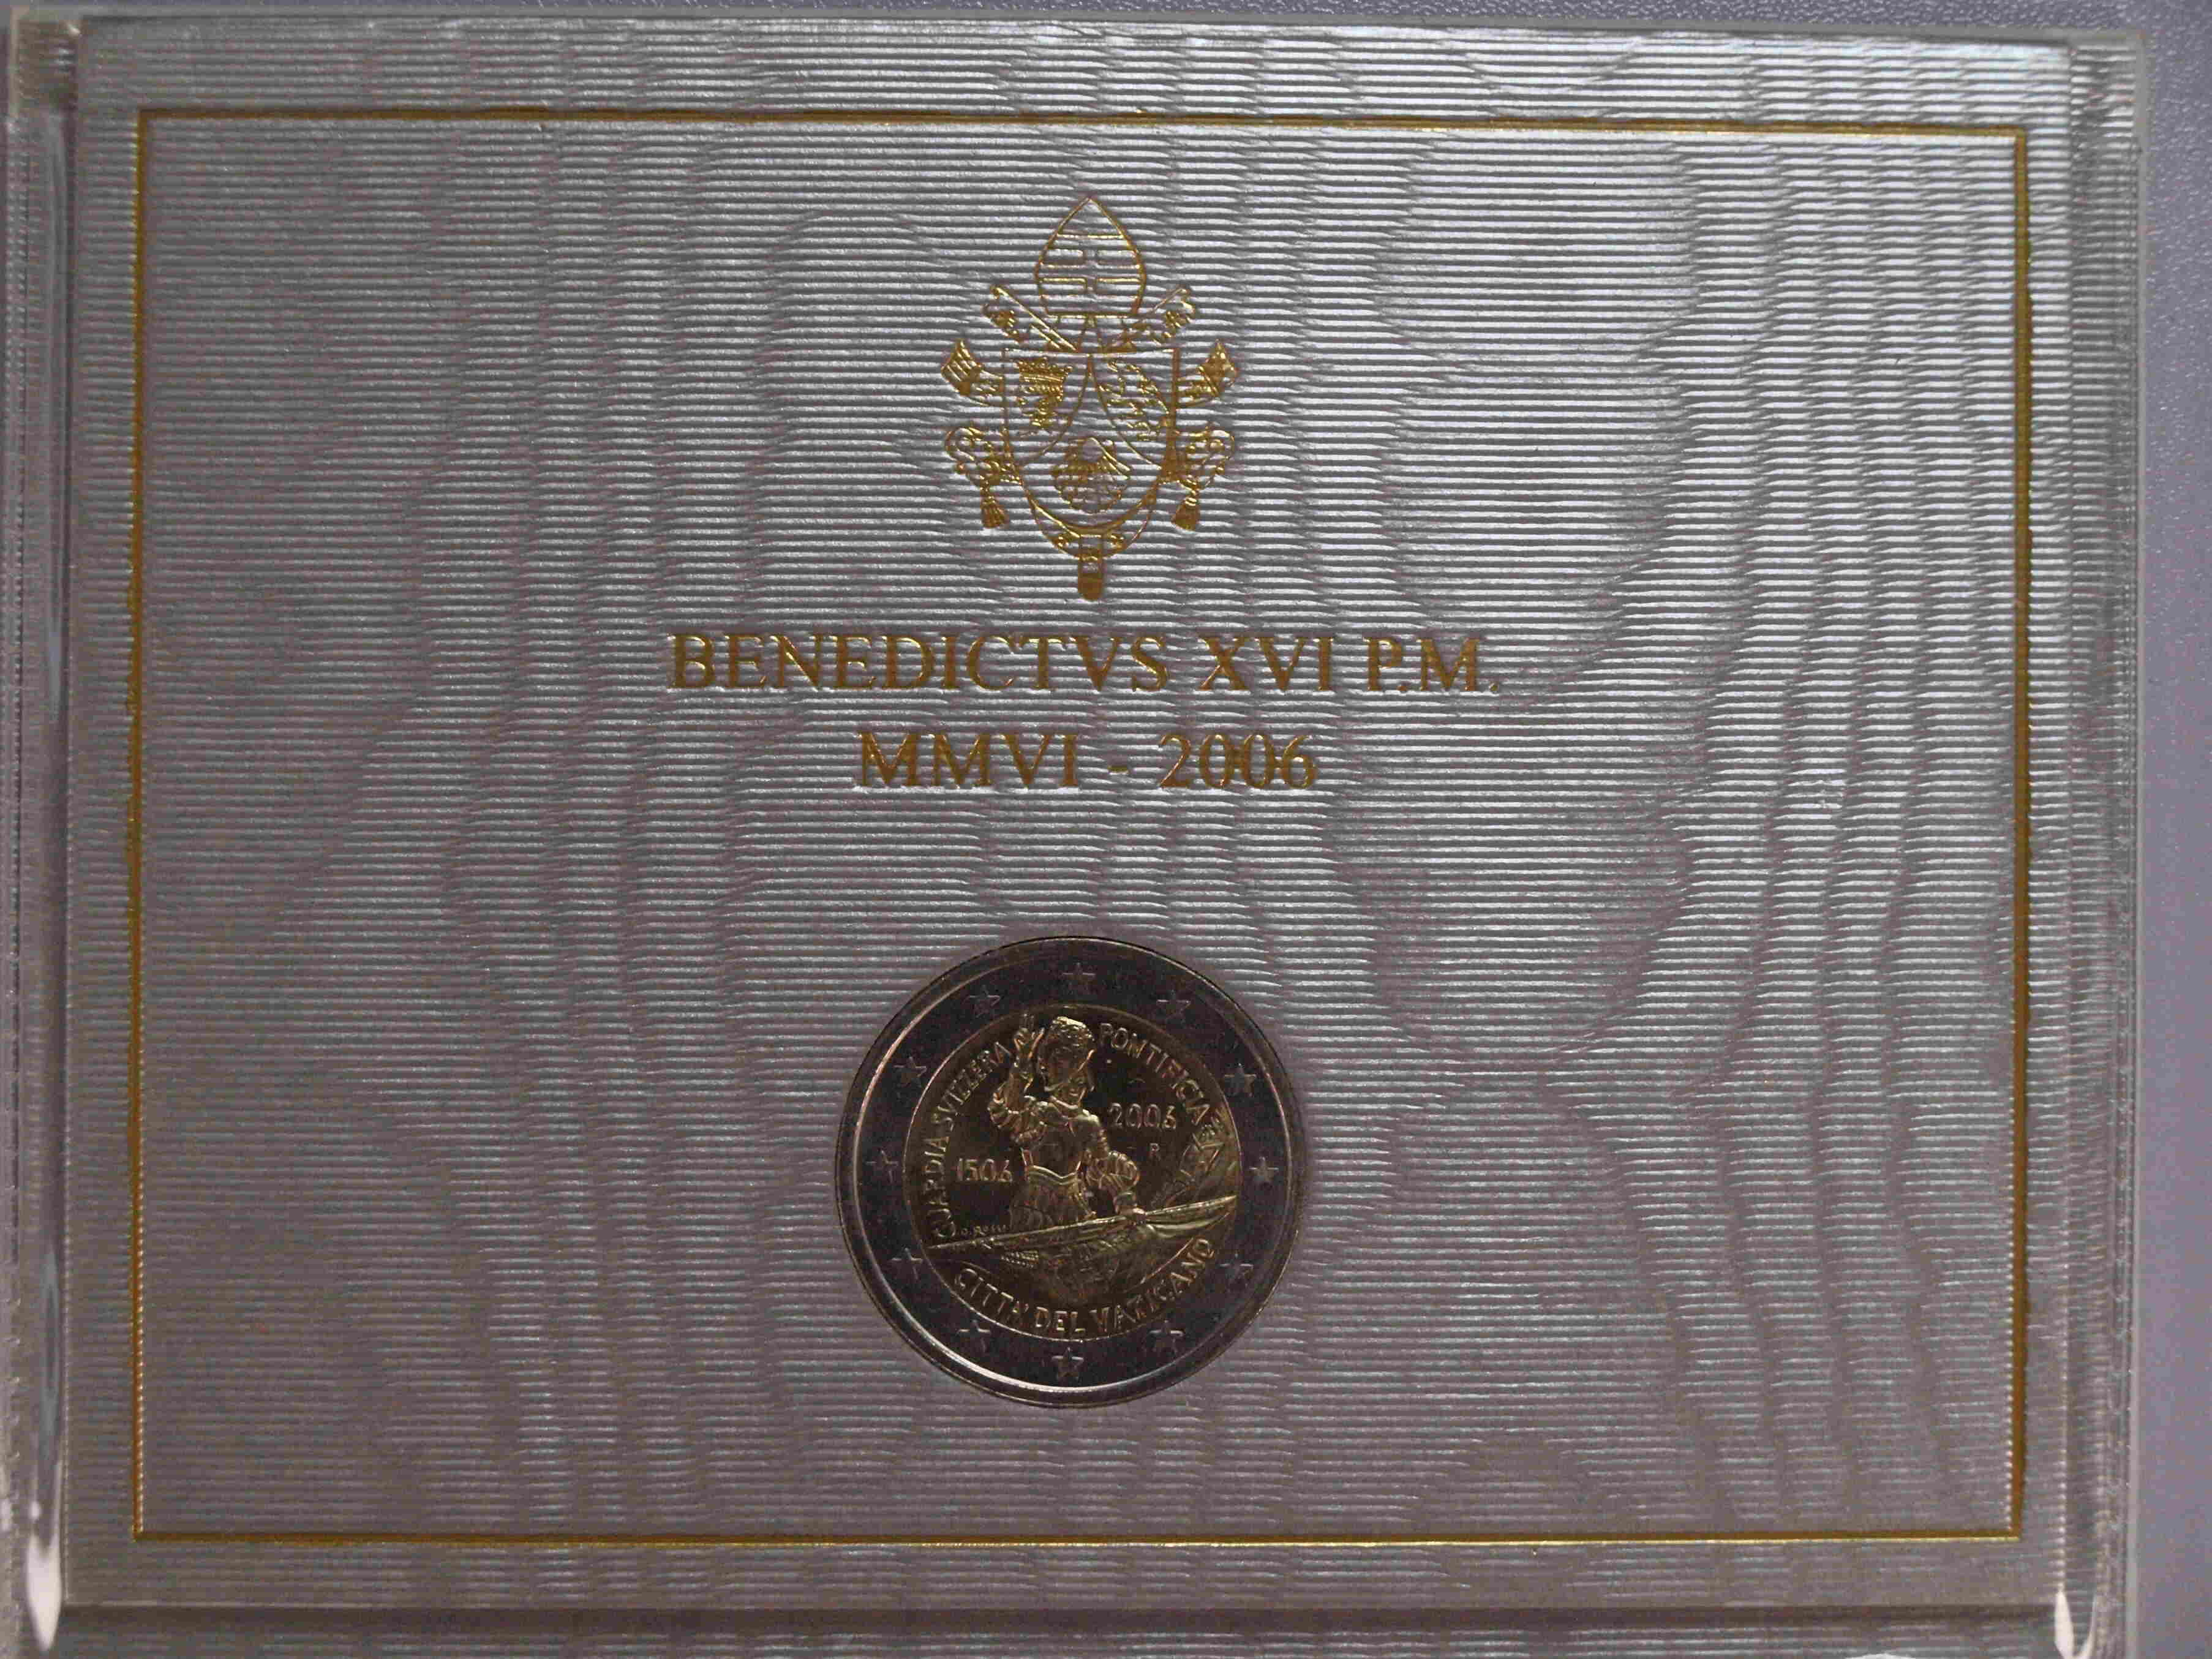 BENEDICTVS XVI P.M.
MMVI - 2006
GUARDIA SVIZZERA PONTIFICIA
2006
R
1506
CITTA' DEL VATICANO